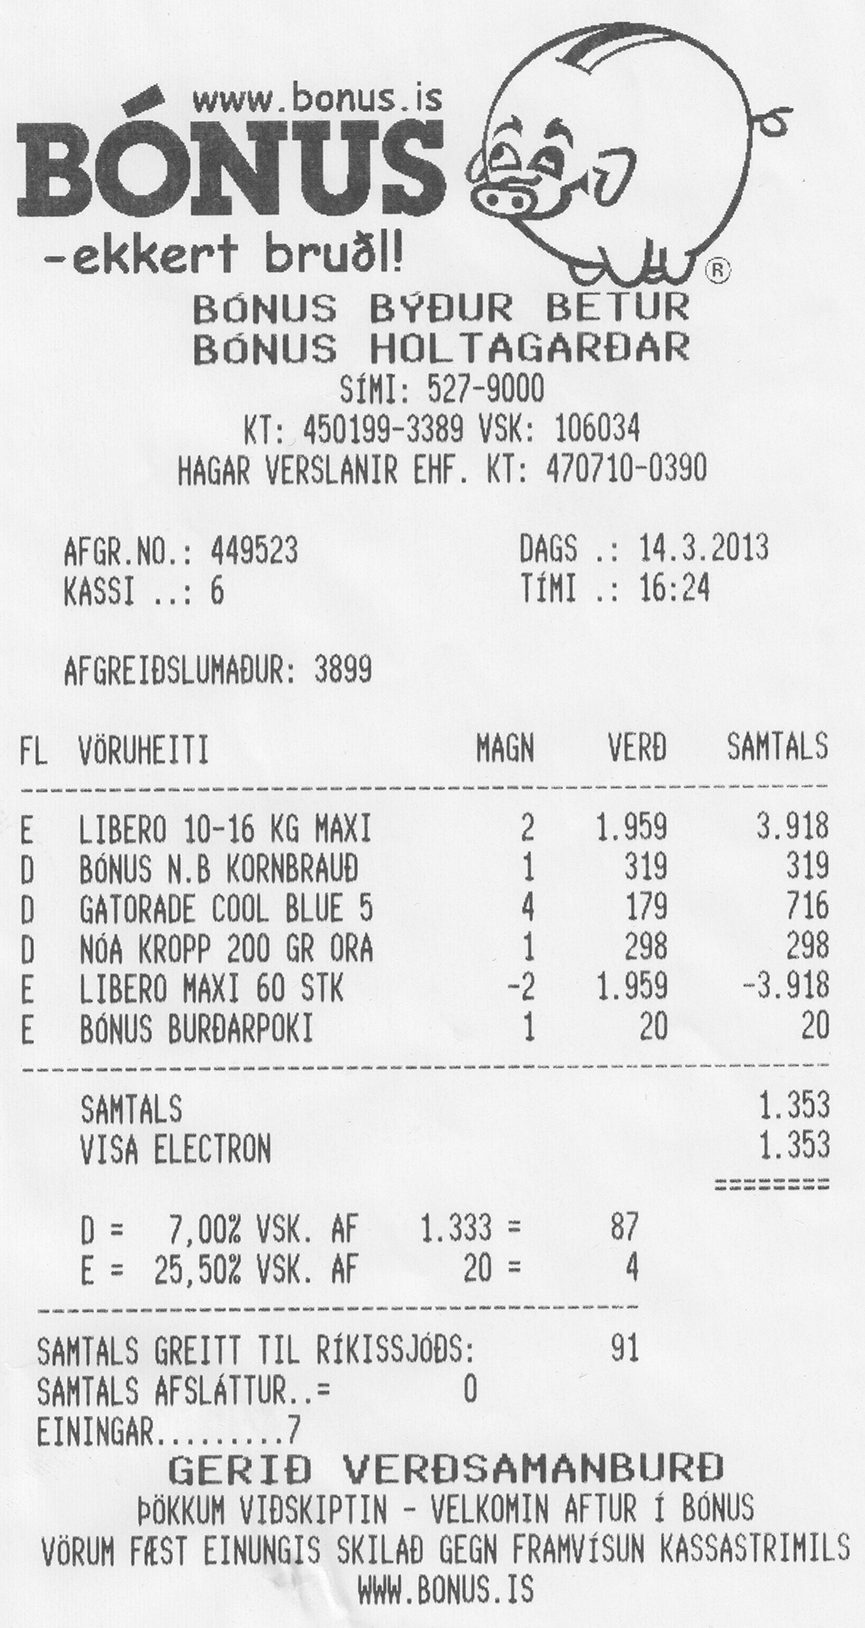 www.bonus.is
BÓNUS
-ekkert bruðl!
®
BÓNUS BÝÐUR BETUR
BÓNUS HOLTAGARÐAR
SÍMI: 527-9000
KT: 450199-3389 VSK: 106034
HAGAR VERSLANIR EHF. KT: 470710-0390
AFGR.NO.: 449523 DAGS .: 14.3.2013
KASSI ..: 6 TÍMI .: 16:24
AFGREIÐSLUMAÐUR: 3899
FL VÖRUHEITI MAGN VERÐ SAMTALS
E LIBERO 10-16 KG MAXI 2 1.959 3.918
D BÓNUS N.B KORNBRAUÐ 1 319 319
D GATORADE COOL BLUE 5 4 179 716
D NÓA KROPP 200 GR ORA 1 298 298
E LIBERO MAXI 60 STK -2 1.959 -3.918
E BÓNUS BURÐARPOKI 1 20 20
SAMTALS 1.353
VISA ELECTRON 1.353
========
D = 7,00% VSK. AF 1.333 = 87
E = 25,50% VSK. AF 20 = 4
SAMTALS GREITT TIL RÍKISSJÓÐS: 91
SAMTALS AFSLÁTTUR..= 0
EININGAR.........7
GERIÐ VERÐSAMANBURÐ
ÞÖKKUM VIÐSKIPTIN - VELKOMIN AFTUR Í BÓNUS
VÖRUM FÆST EINUNGIS SKILAÐ GEGN FRAMVÍSUN KASSASTRIMILS
WWW.BONUS.IS